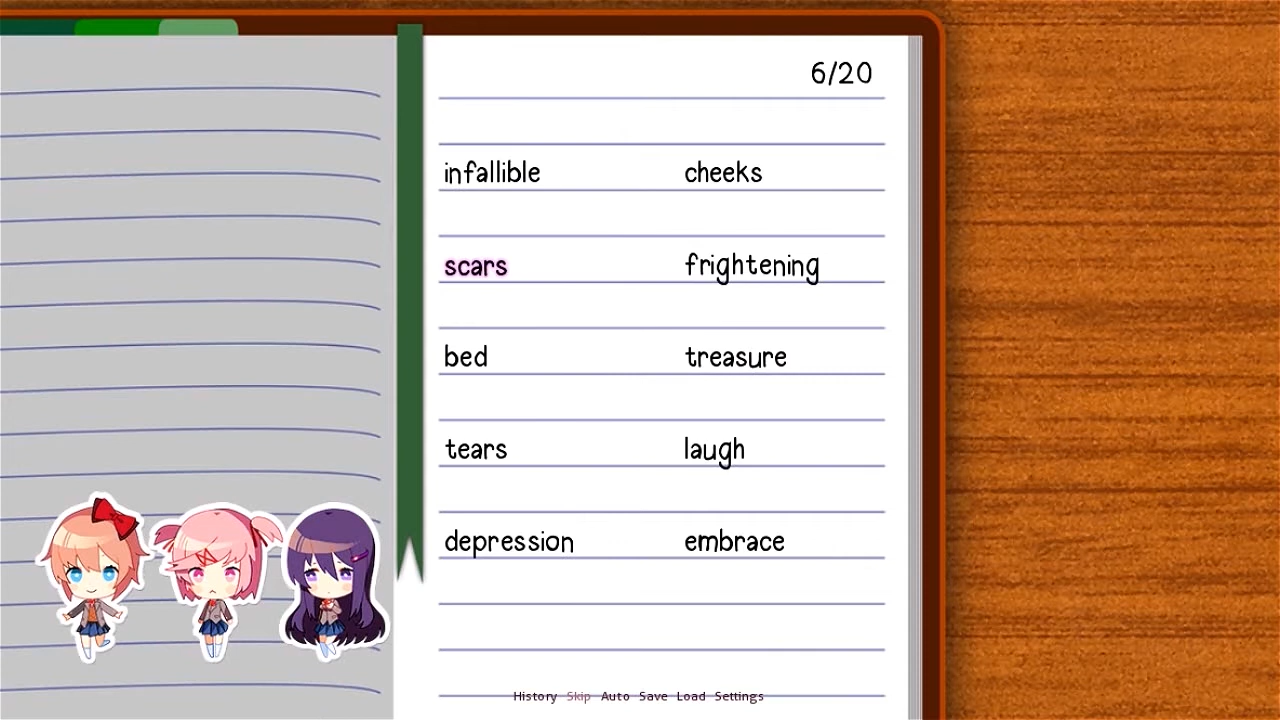 6/20
infallible cheeks
scars frightening
bed treasure
tears laugh
depression embrace
History Skip Auto Save Load Settings